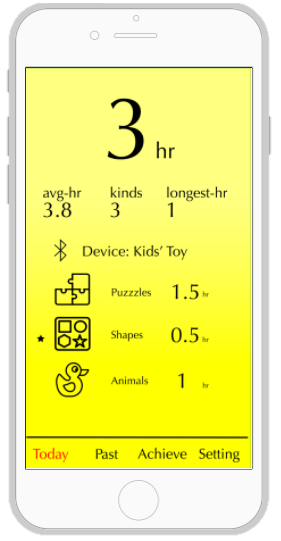 3 hr
avg-hr kinds longest-hr
3.8 3 1
Device: Kids' Toy
Puzzzles 1.5 hr
Shapes 0.5 hr
Animals 1 hr
Today Past Achieve Setting